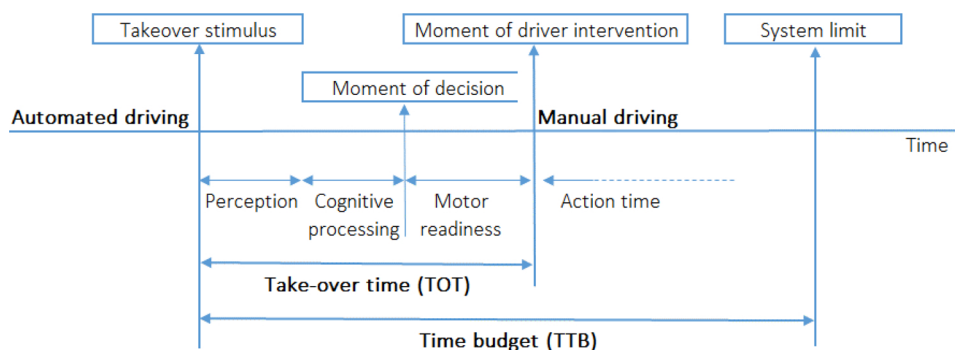 Takeover stimulus
Moment of driver intervention
System limit
Moment of decision
Automated driving
Manual driving
Time
Perception
Cognitive
processing
Motor
readiness
Action time
Take-over time (TOT)
Time budget (TTB)